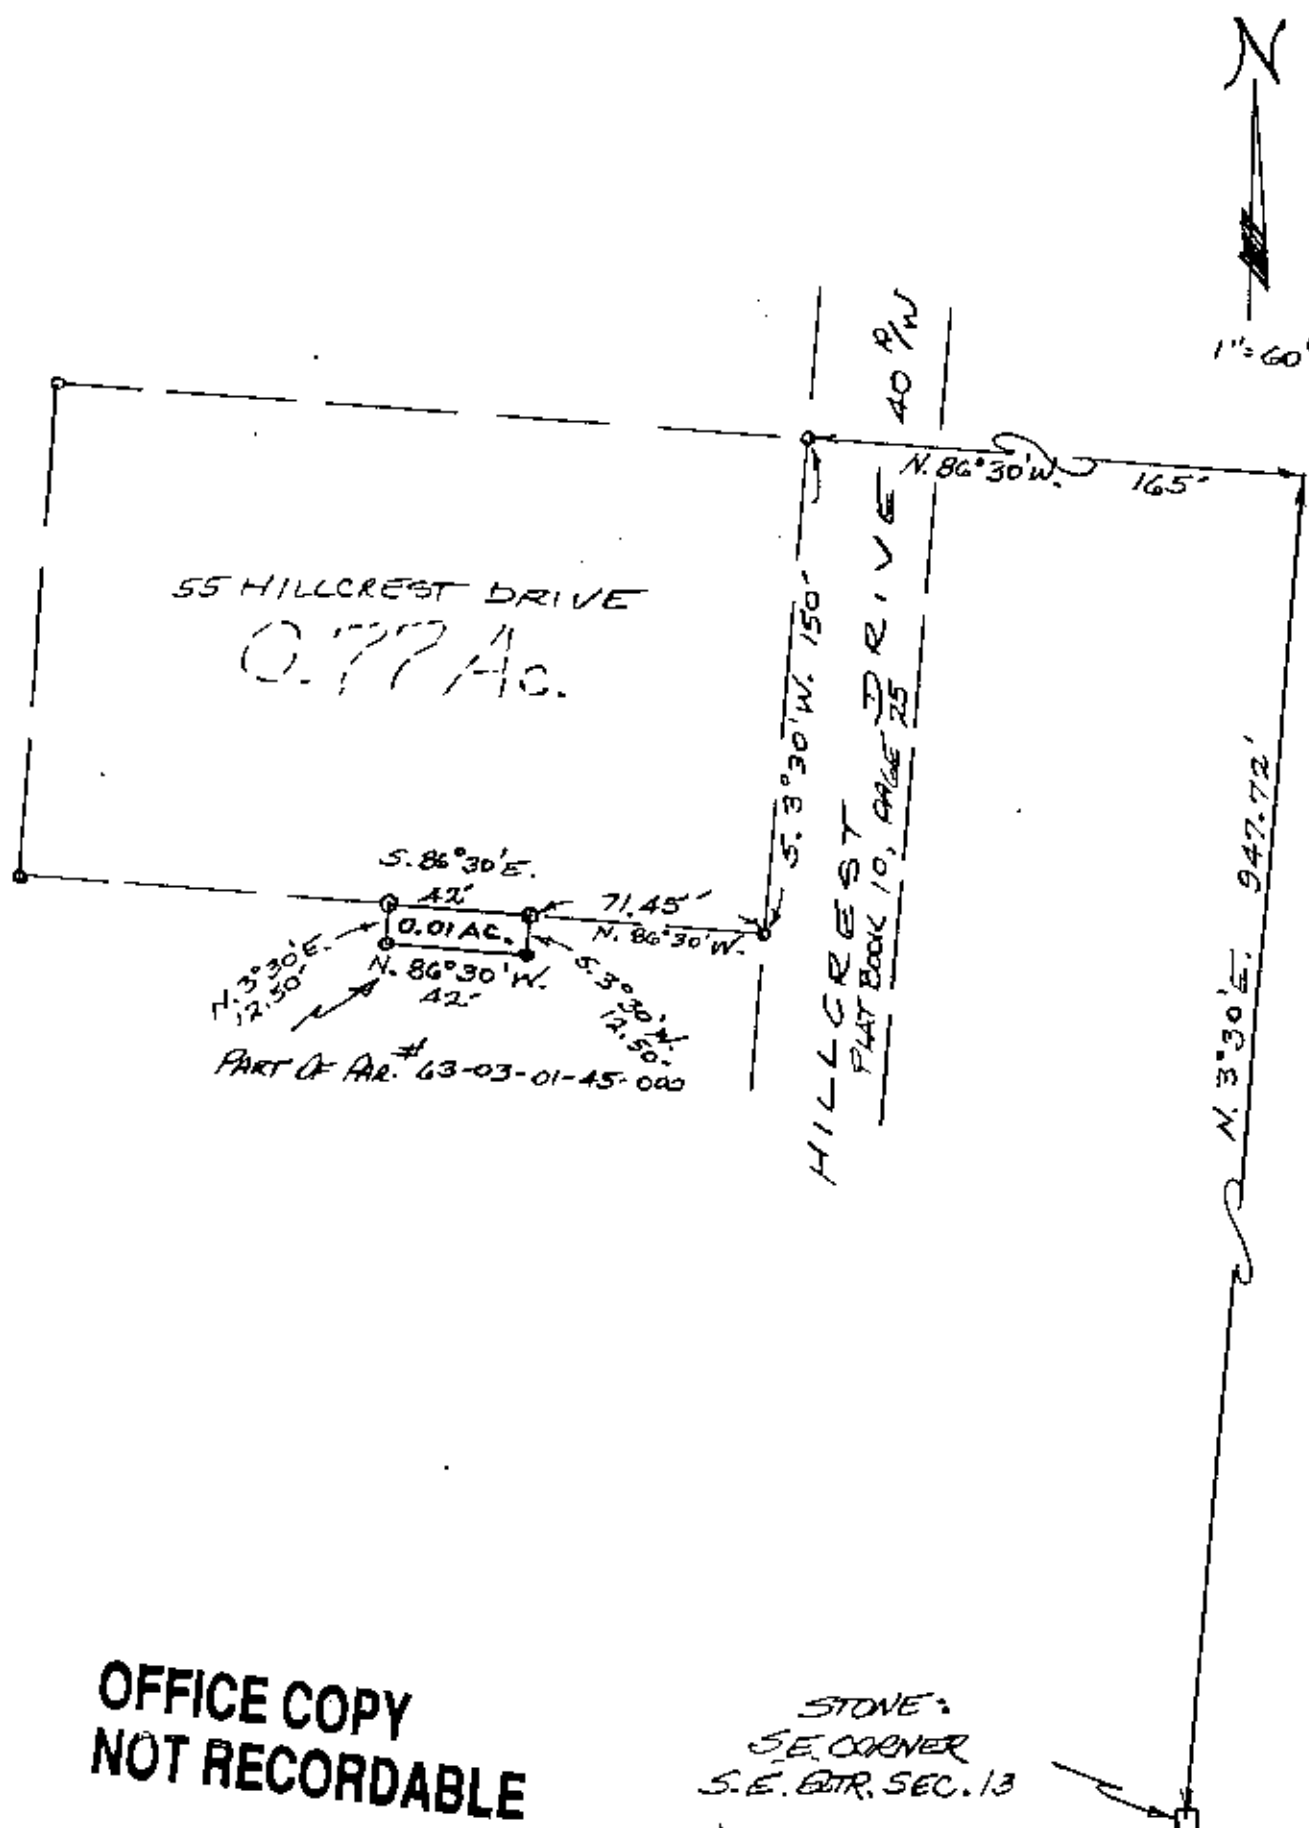 N
1"=60'
40 R/W
N. 86°30'W.
165'
55 HILLCREST DRIVE
0.77 Ac.
S. 3°30'W. 150'
HILLCREST DRIVE
PLAT BOOK 10, PAGE 25
N. 3°30'E. 947.72'
S. 86°30'E.
42'
71.45'
N. 86°30'W.
0.01 AC.
N. 3°30'E.
12.50'
N. 86°30'W.
42'
S. 3°30'W.
12.50'
PART OF PAR.# 63-03-01-45-000
OFFICE COPY
NOT RECORDABLE
STONE:
S.E. CORNER
S.E. QTR. SEC. 13